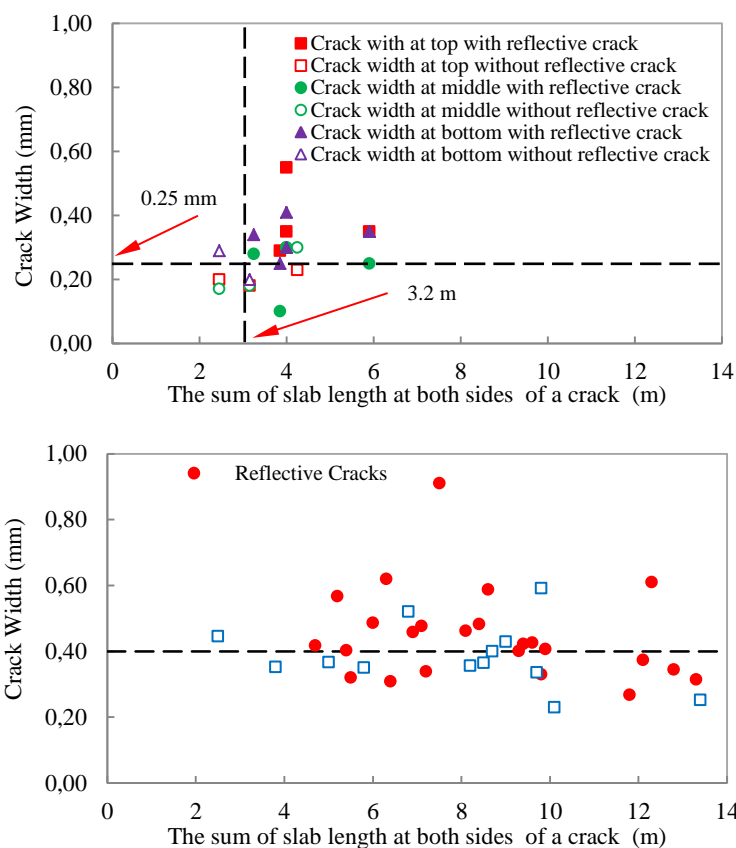 1,00
0,80
0,60
0,40
0,20
0,00
Crack Width (mm)
Crack with at top with reflective crack
Crack width at top without reflective crack
Crack width at middle with reflective crack
Crack width at middle without reflective crack
Crack width at bottom with reflective crack
Crack width at bottom without reflective crack
0.25 mm
3.2 m
0 2 4 6 8 10 12 14
The sum of slab length at both sides of a crack (m)
1,00
0,80
0,60
0,40
0,20
0,00
Crack Width (mm)
Reflective Cracks
0 2 4 6 8 10 12 14
The sum of slab length at both sides of a crack (m)